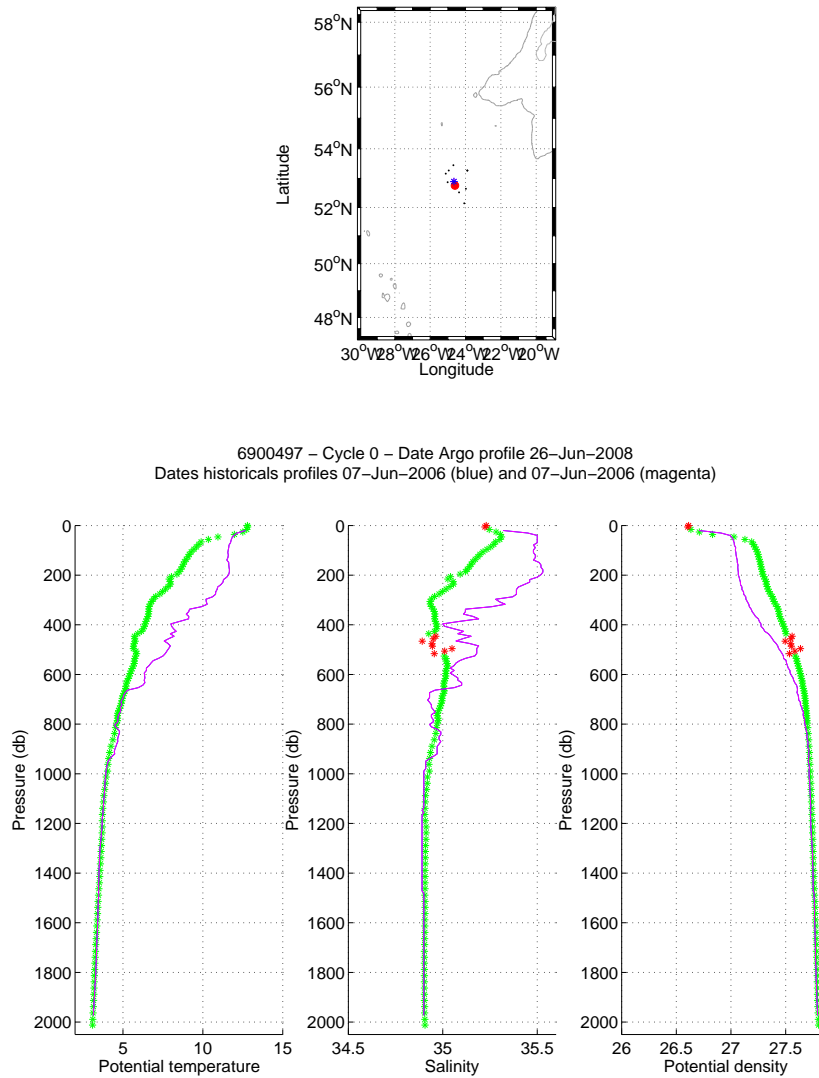 58°N
56°N
54°N
52°N
50°N
48°N
Latitude
30°W 28°W 26°W 24°W 22°W 20°W
Longitude
6900497 − Cycle 0 − Date Argo profile 26−Jun−2008
Dates historicals profiles 07−Jun−2006 (blue) and 07−Jun−2006 (magenta)
0
200
400
600
800
1000
1200
1400
1600
1800
2000
Pressure (db)
5 10 15
Potential temperature
0
200
400
600
800
1000
1200
1400
1600
1800
2000
Pressure (db)
34.5 35 35.5
Salinity
0
200
400
600
800
1000
1200
1400
1600
1800
2000
Pressure (db)
26 26.5 27 27.5
Potential density